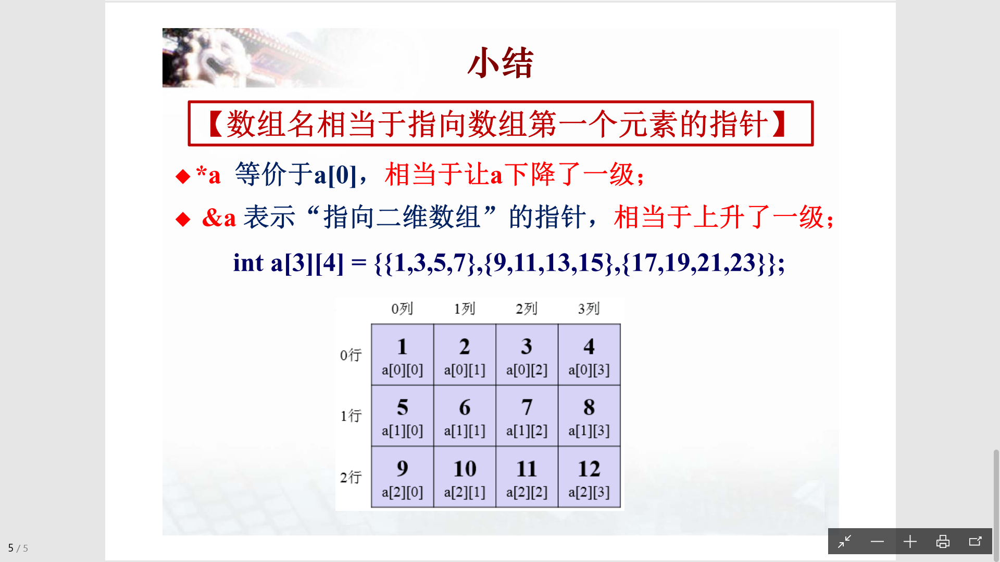 小结
【数组名相当于指向数组第一个元素的指针】
◆ *a 等价于a[0]，相当于让a下降了一级；
◆ &a 表示“指向二维数组”的指针，相当于上升了一级；
int a[3][4] = {{1,3,5,7},{9,11,13,15},{17,19,21,23}};
0列 1列 2列 3列
0行 1 2 3 4
a[0][0] a[0][1] a[0][2] a[0][3]
1行 5 6 7 8
a[1][0] a[1][1] a[1][2] a[1][3]
2行 9 10 11 12
a[2][0] a[2][1] a[2][2] a[2][3]
5 / 5